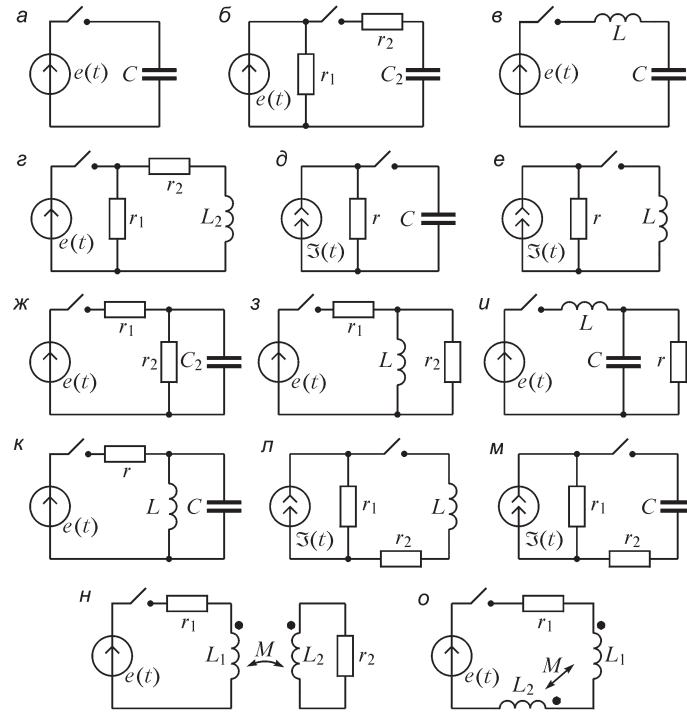 а
e(t)
C
б
r₁
r₂
e(t)
C₂
в
L
e(t)
C
г
r₂
r₁
L₂
e(t)
д
r
C
ℑ(t)
е
r
L
ℑ(t)
ж
r₁
r₂
C₂
e(t)
з
r₁
L
r₂
e(t)
и
L
C
r
e(t)
к
r
L
C
e(t)
л
r₁
L
ℑ(t)
r₂
м
r₁
C
ℑ(t)
r₂
н
r₁
L₁
M
L₂
r₂
e(t)
о
r₁
L₁
M
L₂
e(t)